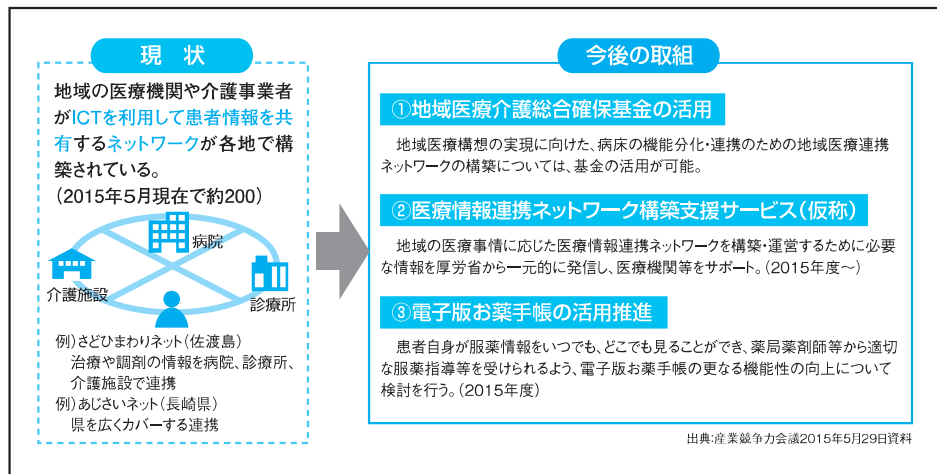 現 状
地域の医療機関や介護事業者
がICTを利用して患者情報を共
有するネットワークが各地で構
築されている。
(2015年5月現在で約200)
病院
介護施設
診療所
例)さどひまわりネット(佐渡島)
治療や調剤の情報を病院、診療所、
介護施設で連携
例)あじさいネット(長崎県)
県を広くカバーする連携
今後の取組
①地域医療介護総合確保基金の活用
地域医療構想の実現に向けた、病床の機能分化・連携のための地域医療連携
ネットワークの構築については、基金の活用が可能。
②医療情報連携ネットワーク構築支援サービス(仮称)
地域の医療事情に応じた医療情報連携ネットワークを構築・運営するために必要
な情報を厚労省から一元的に発信し、医療機関等をサポート。(2015年度~)
③電子版お薬手帳の活用推進
患者自身が服薬情報をいつでも、どこでも見ることができ、薬局薬剤師等から適切
な服薬指導等を受けられるよう、電子版お薬手帳の更なる機能性の向上について
検討を行う。(2015年度)
出典:産業競争力会議2015年5月29日資料